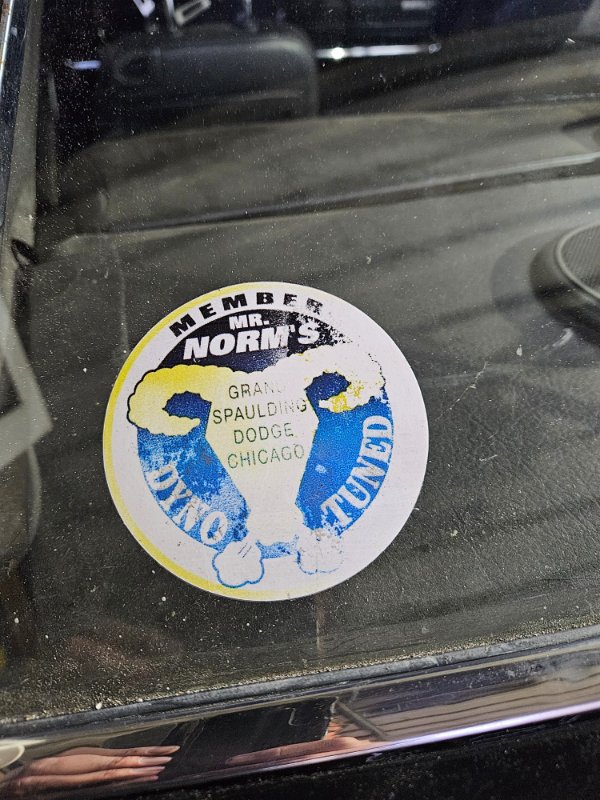 MEMBER
MR.
NORM'S
GRAND
SPAULDING
DODGE
CHICAGO
DYNO
TUNED